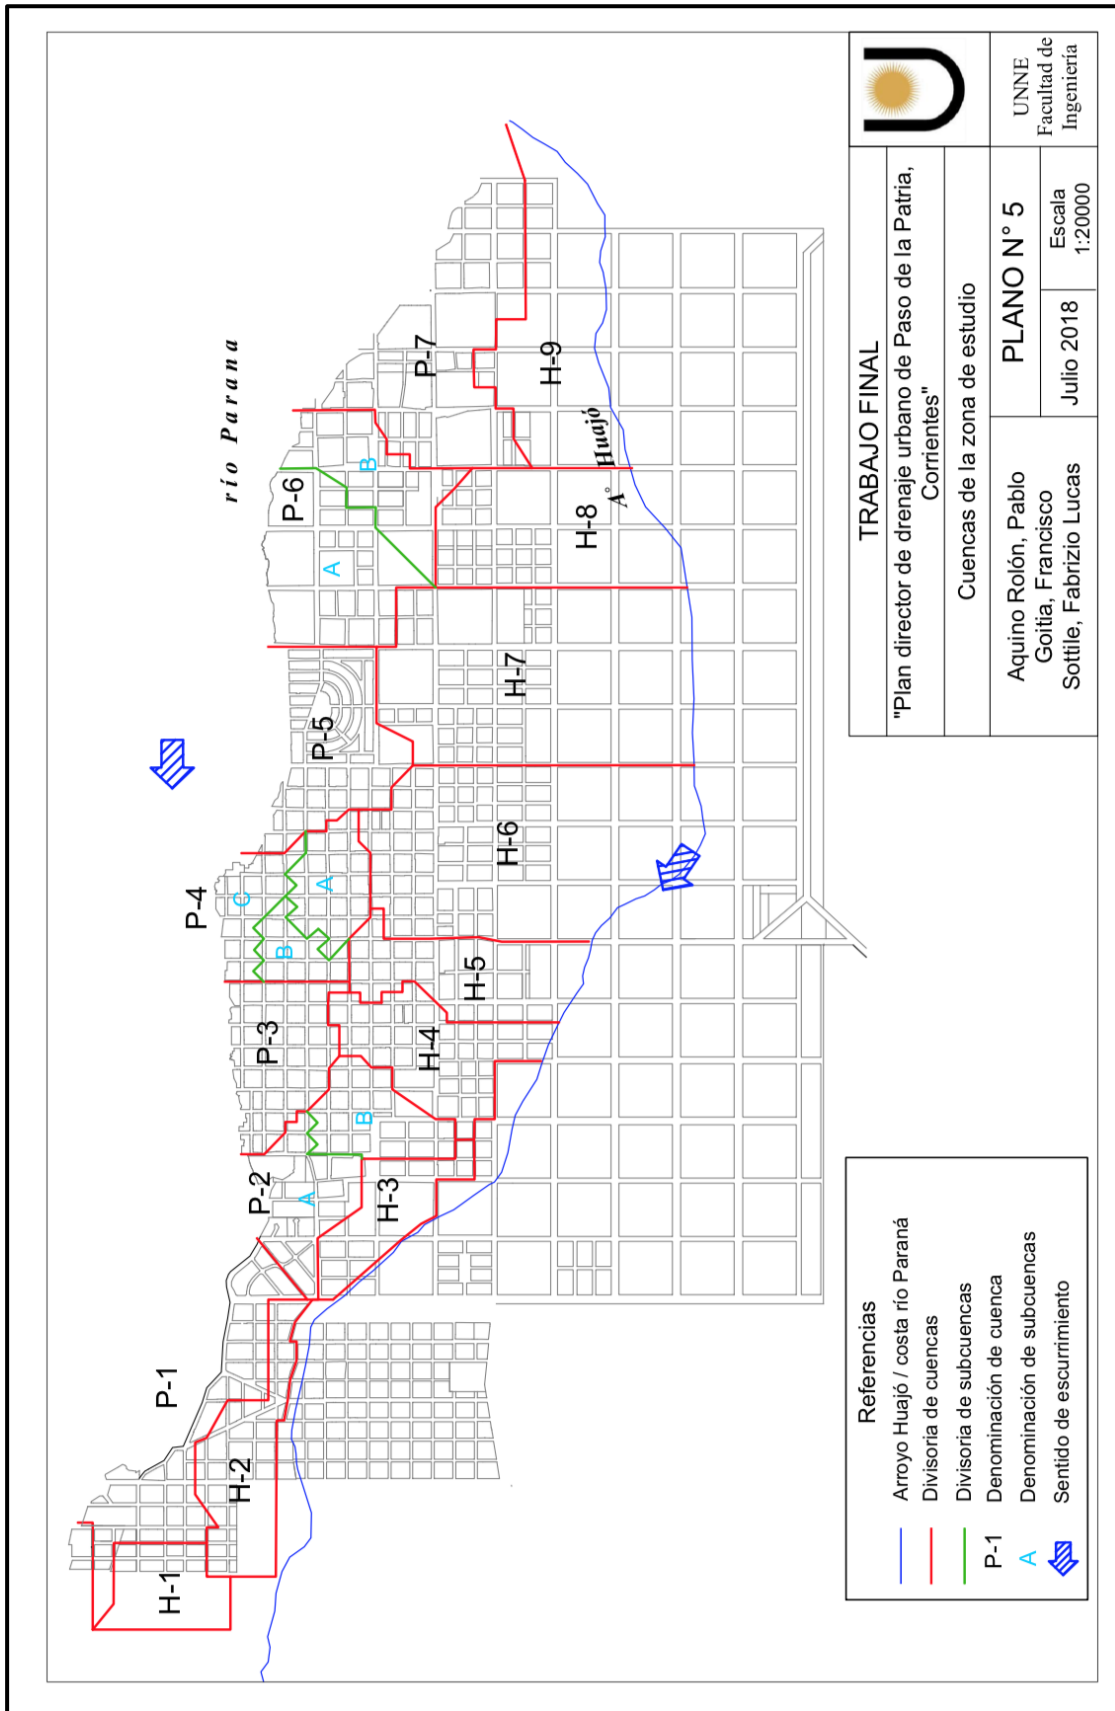 río Parana
P-1
P-2
A
B
P-3
P-4
C
B
A
P-5
P-6
A
B
P-7
H-1
H-2
H-3
H-4
H-5
H-6
H-7
H-8
H-9
A° Huajó
Referencias
Arroyo Huajó / costa río Paraná
Divisoria de cuencas
Divisoria de subcuencas
P-1 Denominación de cuenca
A Denominación de subcuencas
Sentido de escurrimiento
TRABAJO FINAL
"Plan director de drenaje urbano de Paso de la Patria,
Corrientes"
Cuencas de la zona de estudio
Aquino Rolón, Pablo
Goitia, Francisco
Sottile, Fabrizio Lucas
PLANO N° 5
Julio 2018
Escala
1:20000
UNNE
Facultad de
Ingeniería